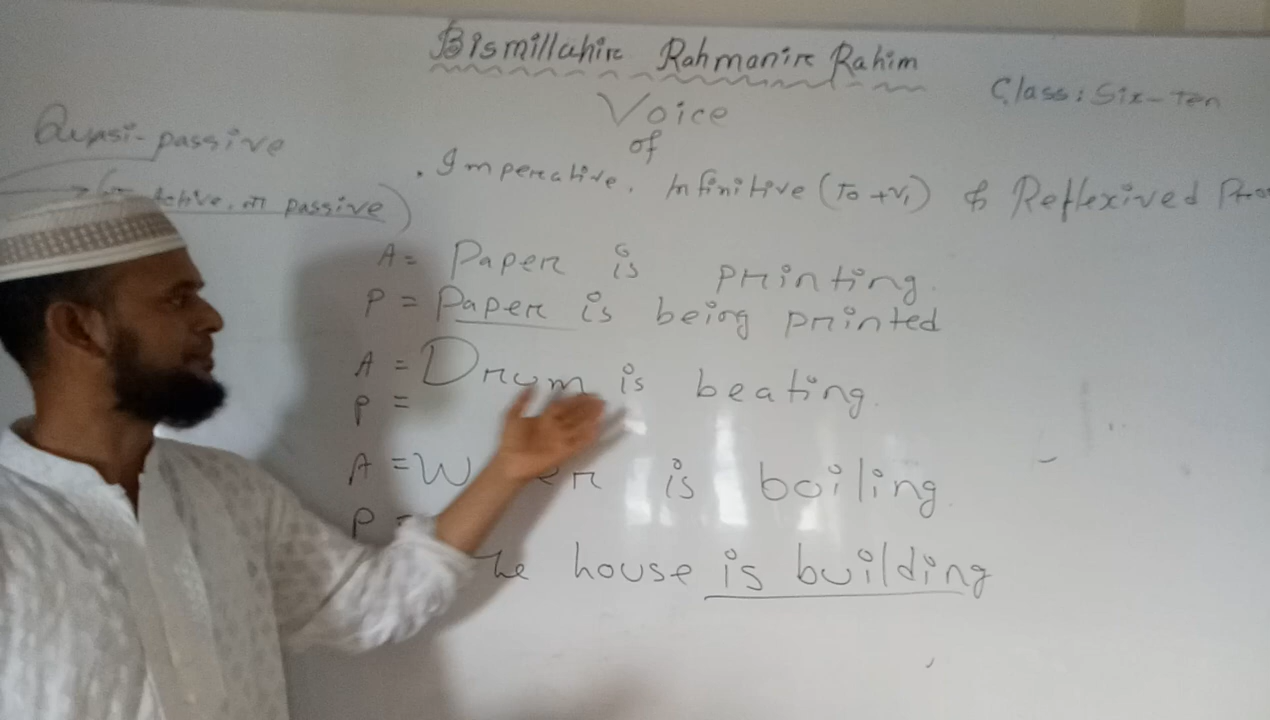 Bismillahir Rahmanir Rahim
Class: Six-Ten
Voice
of
Quasi-passive
. Imperative. Infinitive (To +V₁) & Reflexived
Active, passive)
A= Paper is printing.
P = Paper is being printed
A = Drum is beating.
P =
A = is boiling
P =
The house is building